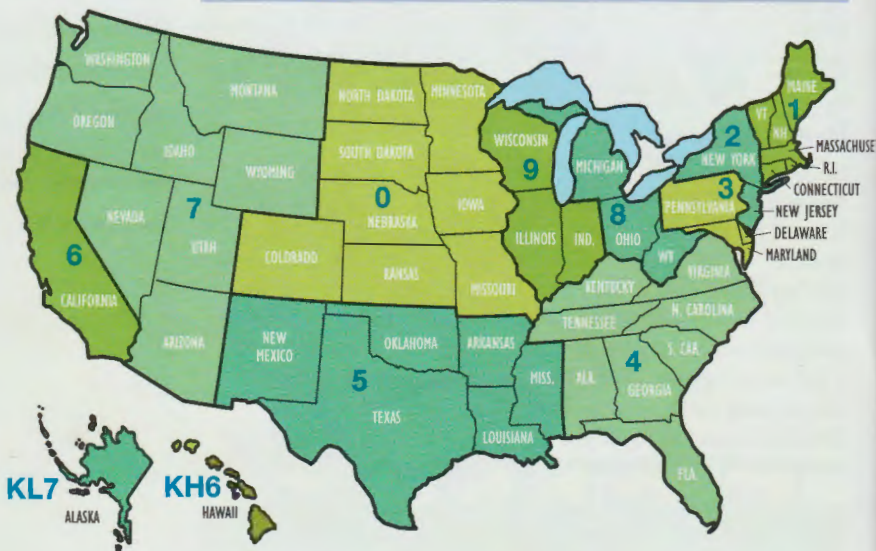 WASHINGTON
OREGON
MONTANA
IDAHO
WYOMING
NEVADA
7
UTAH
6
CALIFORNIA
ARIZONA
NORTH DAKOTA
MINNESOTA
SOUTH DAKOTA
0
NEBRASKA
IOWA
COLORADO
KANSAS
MISSOURI
WISCONSIN
9
ILLINOIS
IND.
MICHIGAN
8
OHIO
WV
2
NEW YORK
3
PENNSYLVANIA
MAINE
1
VT.
NH.
MASSACHUSE
R.I.
CONNECTICUT
NEW JERSEY
DELAWARE
MARYLAND
KENTUCKY
VIRGINIA
TENNESSEE
N. CAROLINA
S. CAR.
4
ALA.
GEORGIA
FLA.
NEW
MEXICO
OKLAHOMA
ARKANSAS
5
TEXAS
MISS.
LOUISIANA
KL7
ALASKA
KH6
HAWAII